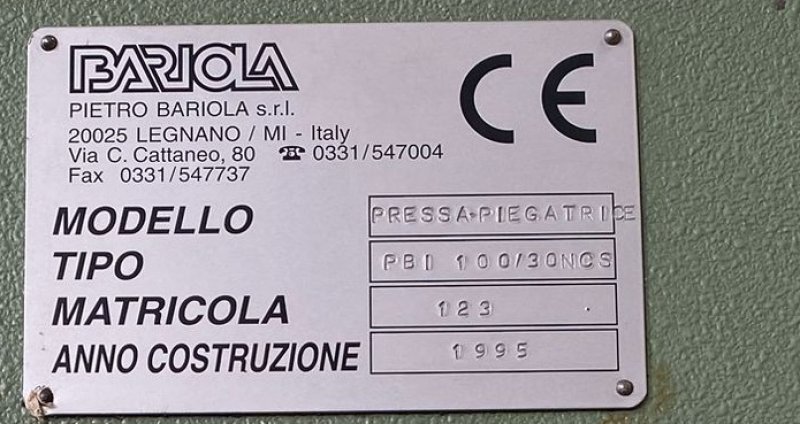 BARIOLA
PIETRO BARIOLA s.r.l.
20025 LEGNANO / MI - Italy
Via C. Cattaneo, 80 ☎ 0331/547004
Fax 0331/547737
CE
MODELLO PRESSA-PIEGATRICE
TIPO PBI 100/30NCS
MATRICOLA 123 .
ANNO COSTRUZIONE 1995